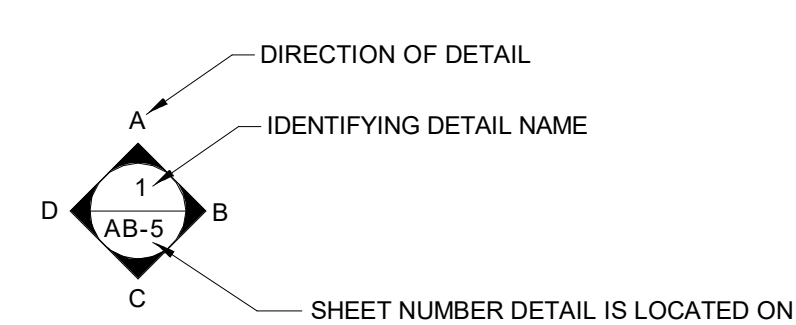 DIRECTION OF DETAIL
A
IDENTIFYING DETAIL NAME
1
D
B
AB-5
C
SHEET NUMBER DETAIL IS LOCATED ON